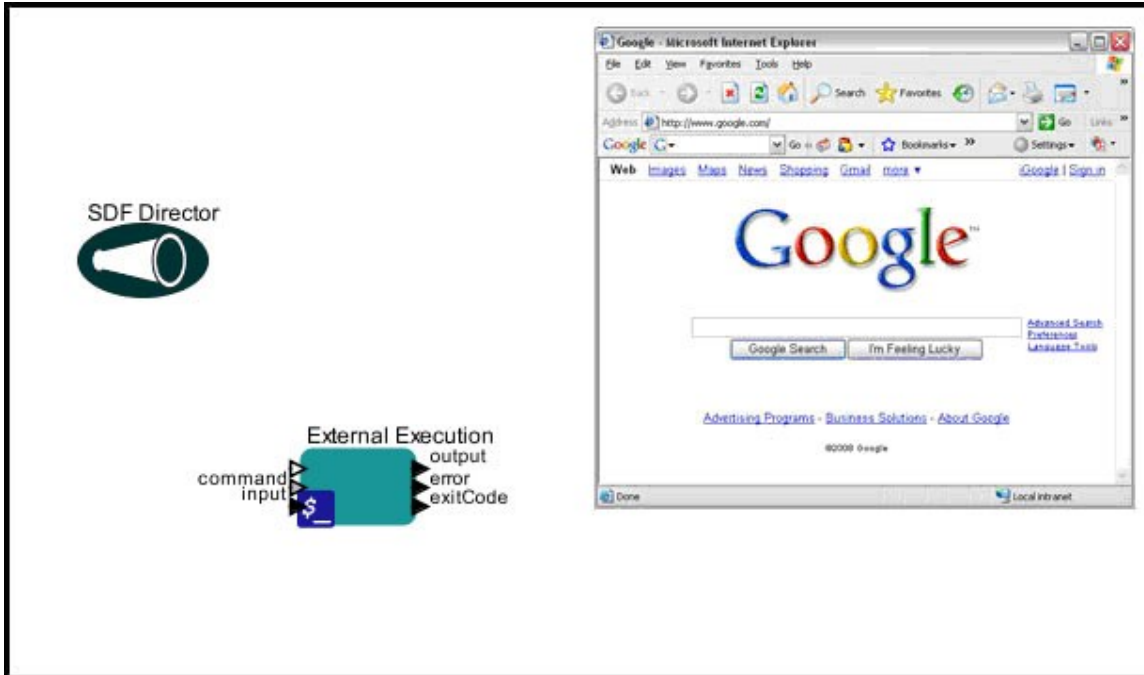 SDF Director
External Execution
command
input
output
error
exitCode
$_
Google - Microsoft Internet Explorer
File Edit View Favorites Tools Help
Back Search Favorites
Address http://www.google.com/ Go Links »
Google G Go Bookmarks » Settings
Web Images Maps News Shopping Gmail more ▼ iGoogle | Sign in
Google™
Advanced Search
Preferences
Language Tools
Google Search I'm Feeling Lucky
Advertising Programs - Business Solutions - About Google
©2008 Google
Done Local intranet